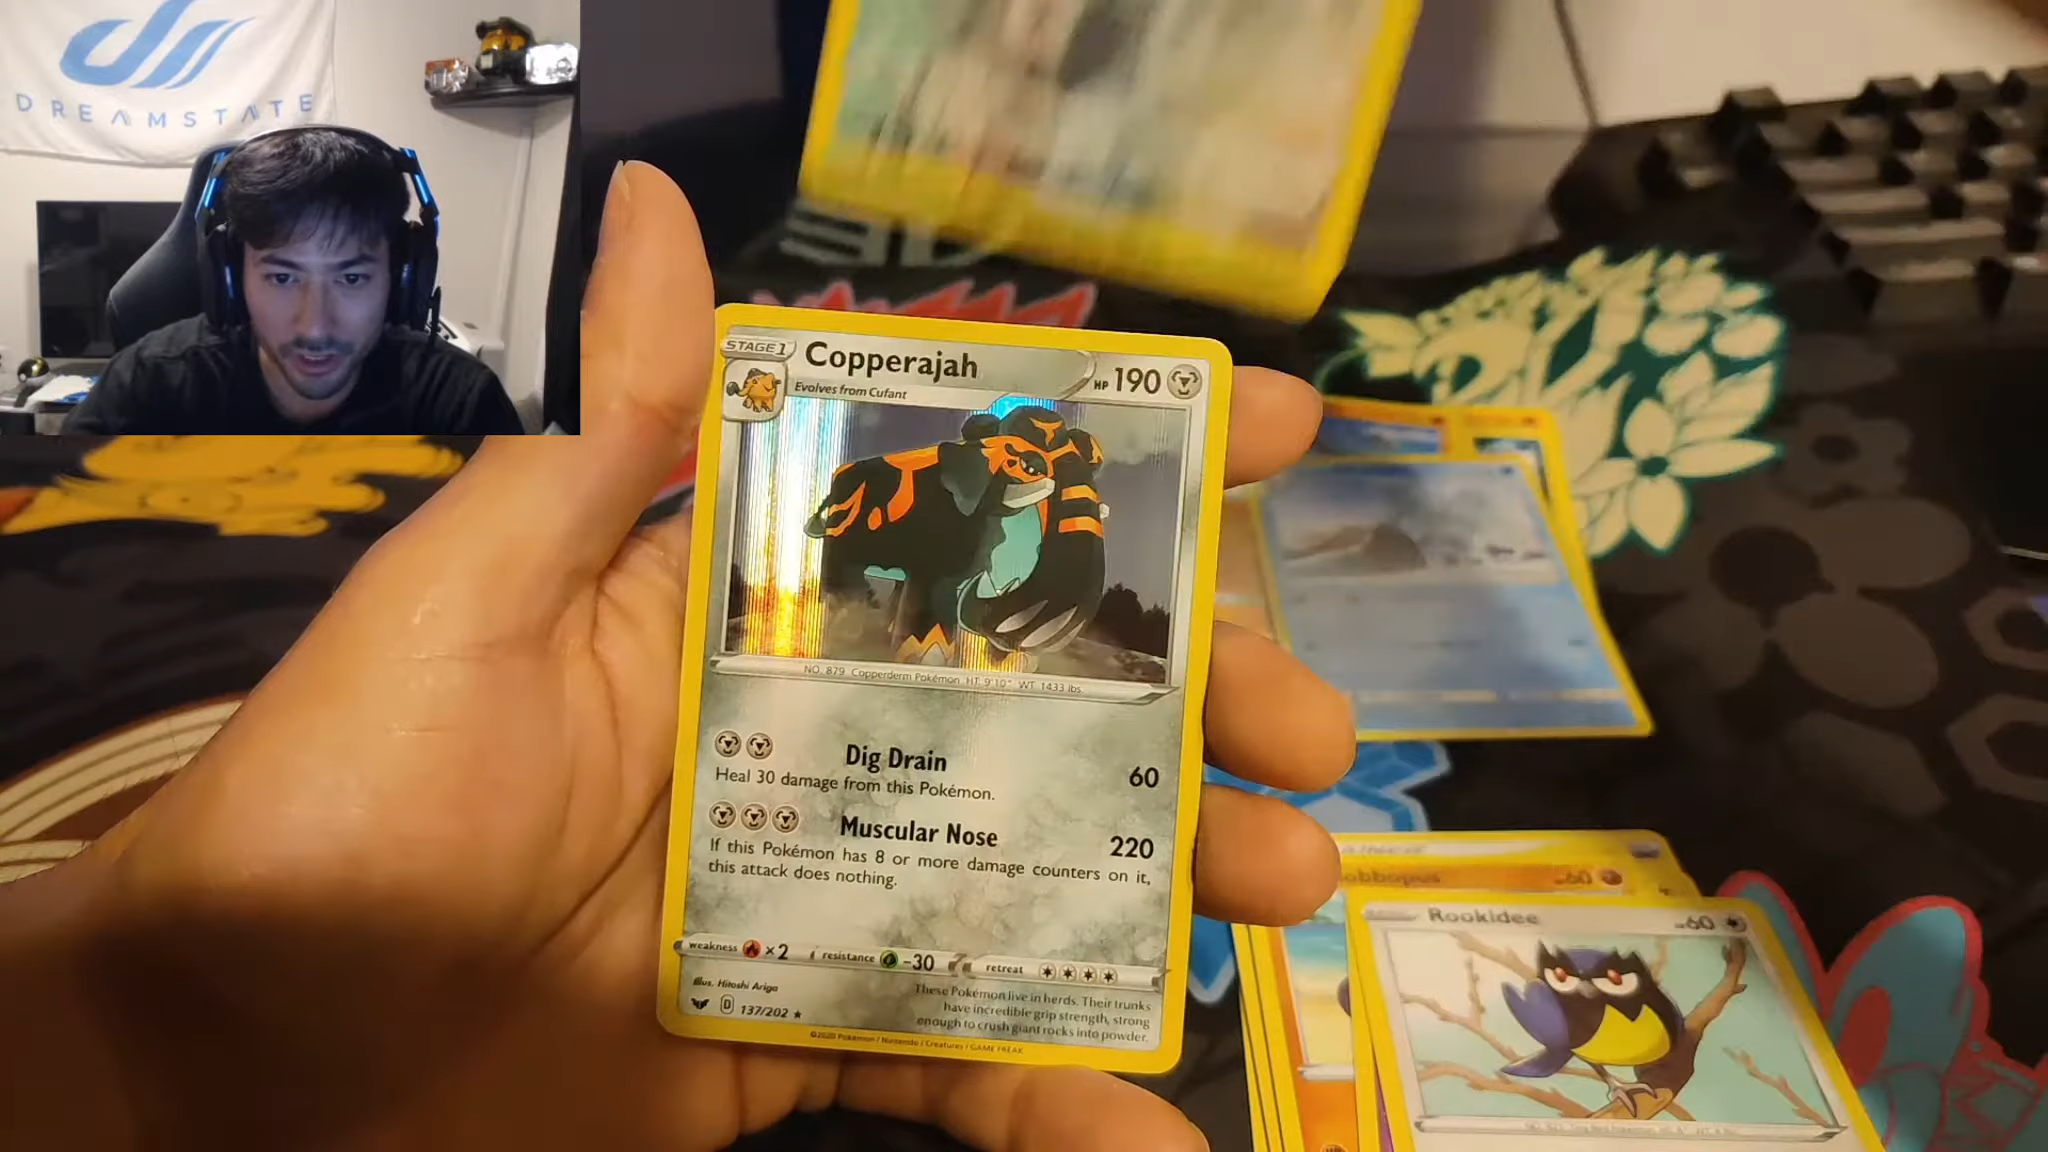 DREAMSTATE
STAGE 1
Copperajah
HP 190
Evolves from Cufant
NO. 879 Copperderm Pokémon HT: 9'10" WT: 1433 lbs.
Dig Drain 60
Heal 30 damage from this Pokémon.
Muscular Nose 220
If this Pokémon has 8 or more damage counters on it,
this attack does nothing.
weakness ×2 resistance -30 retreat
Illus. Hitoshi Ariga
D 137/202
These Pokémon live in herds. Their trunks
have incredible grip strength, strong
enough to crush giant rocks into powder.
©2020 Pokémon / Nintendo / Creatures / GAME FREAK
60
Rookidee 60